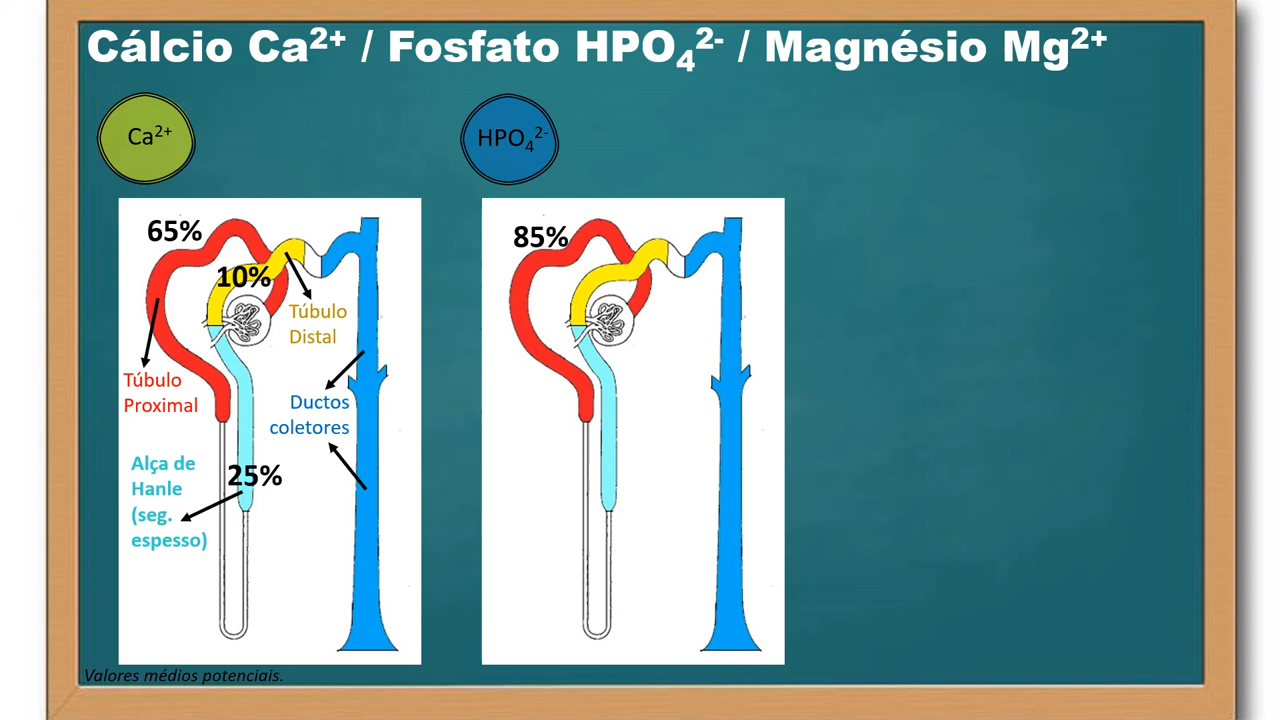 Cálcio Ca²⁺ / Fosfato HPO₄²⁻ / Magnésio Mg²⁺
Ca²⁺
HPO₄²⁻
65%
10%
Túbulo
Distal
Túbulo
Proximal
Ductos
coletores
Alça de
Hanle
(seg.
espesso)
25%
85%
Valores médios potenciais.